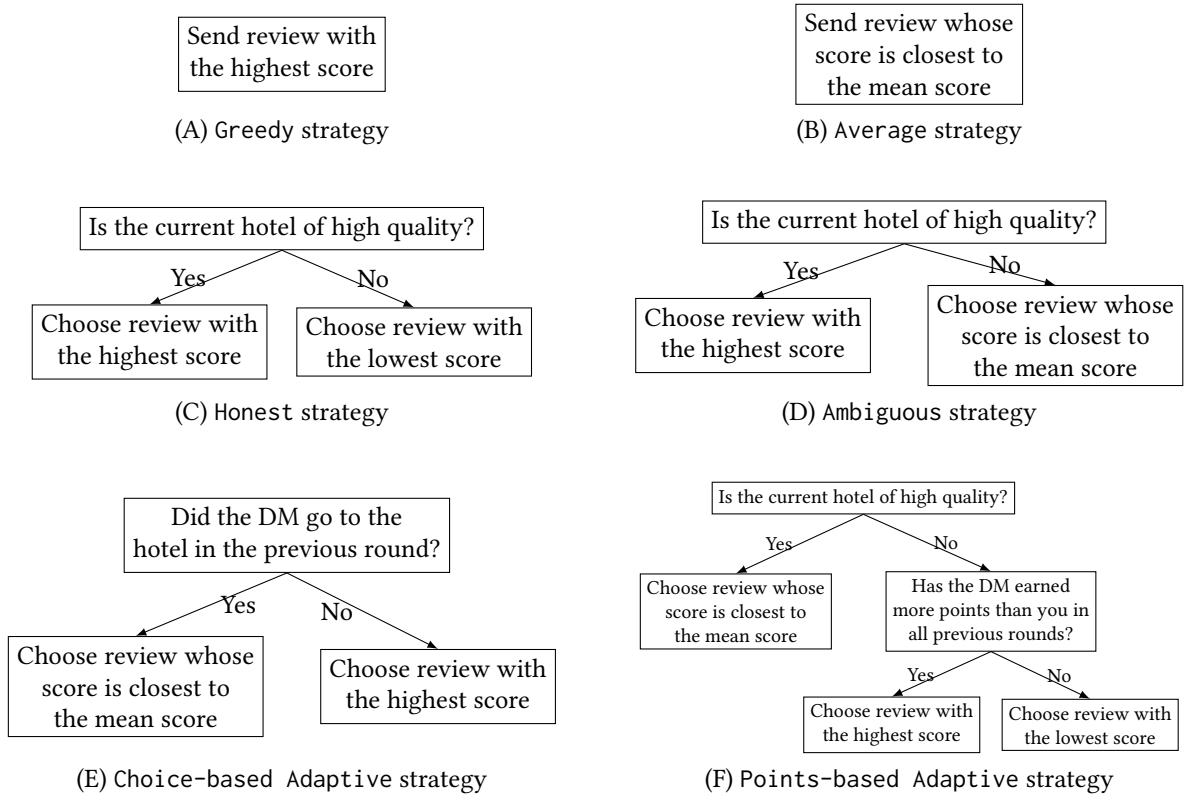 Send review with
the highest score
(A) Greedy strategy
Send review whose
score is closest to
the mean score
(B) Average strategy
Is the current hotel of high quality?
Yes
No
Choose review with
the highest score
Choose review with
the lowest score
(C) Honest strategy
Is the current hotel of high quality?
Yes
No
Choose review with
the highest score
Choose review whose
score is closest to
the mean score
(D) Ambiguous strategy
Did the DM go to the
hotel in the previous round?
Yes
No
Choose review whose
score is closest to
the mean score
Choose review with
the highest score
(E) Choice-based Adaptive strategy
Is the current hotel of high quality?
Yes
No
Choose review whose
score is closest to
the mean score
Has the DM earned
more points than you in
all previous rounds?
Yes
No
Choose review with
the highest score
Choose review with
the lowest score
(F) Points-based Adaptive strategy